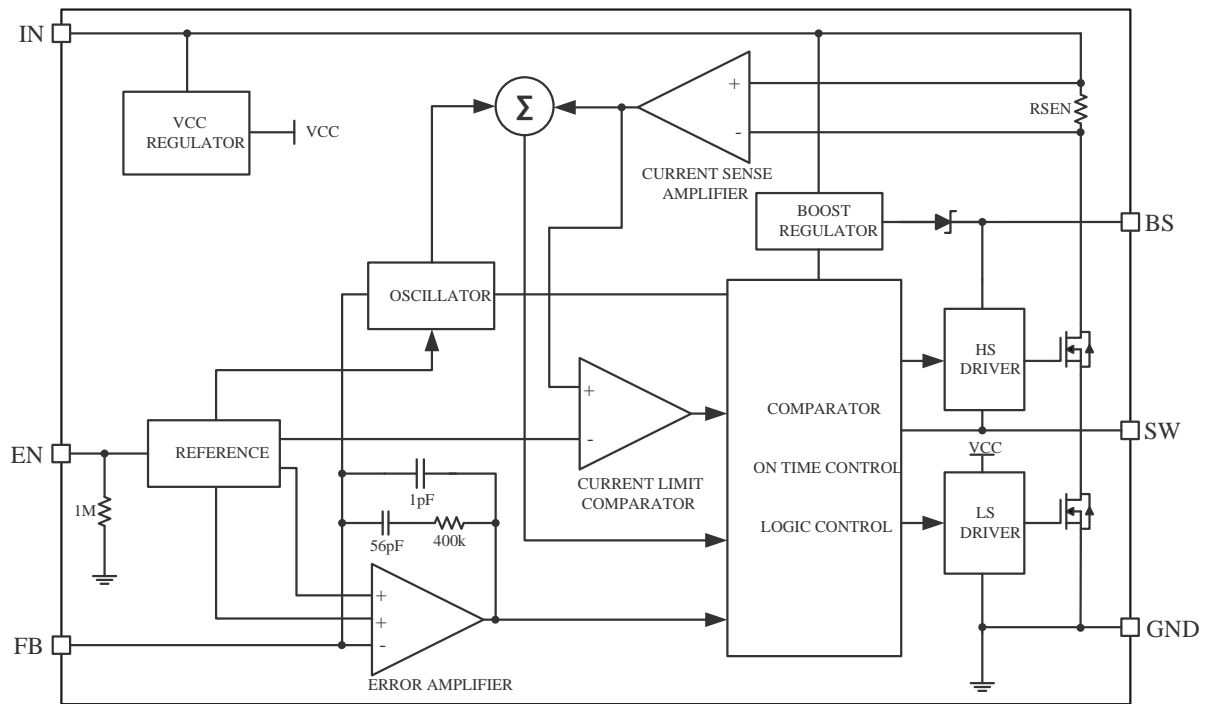 IN
VCC
REGULATOR
VCC
Σ
+
-
RSEN
CURRENT SENSE
AMPLIFIER
BOOST
REGULATOR
BS
OSCILLATOR
HS
DRIVER
+
-
CURRENT LIMIT
COMPARATOR
COMPARATOR
ON TIME CONTROL
LOGIC CONTROL
SW
EN
REFERENCE
1M
1pF
56pF
400k
VCC
LS
DRIVER
+
+
-
ERROR AMPLIFIER
FB
GND